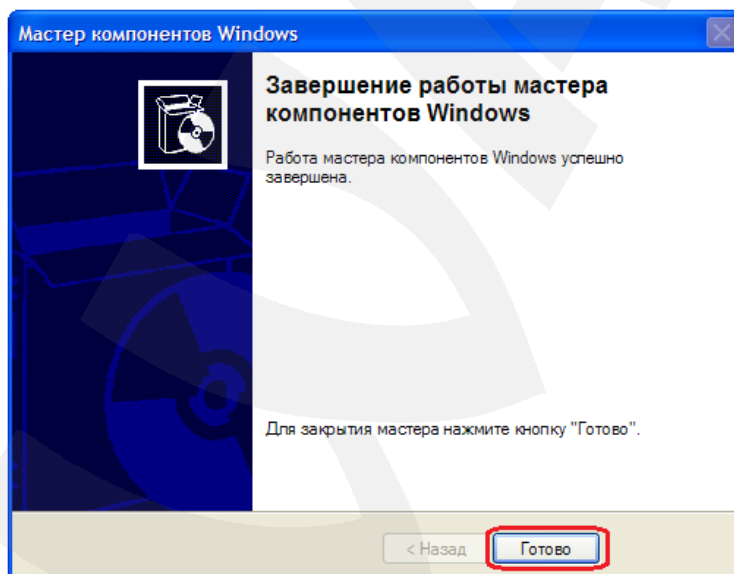 Мастер компонентов Windows
Завершение работы мастера
компонентов Windows
Работа мастера компонентов Windows успешно
завершена.
Для закрытия мастера нажмите кнопку "Готово".
< Назад
Готово